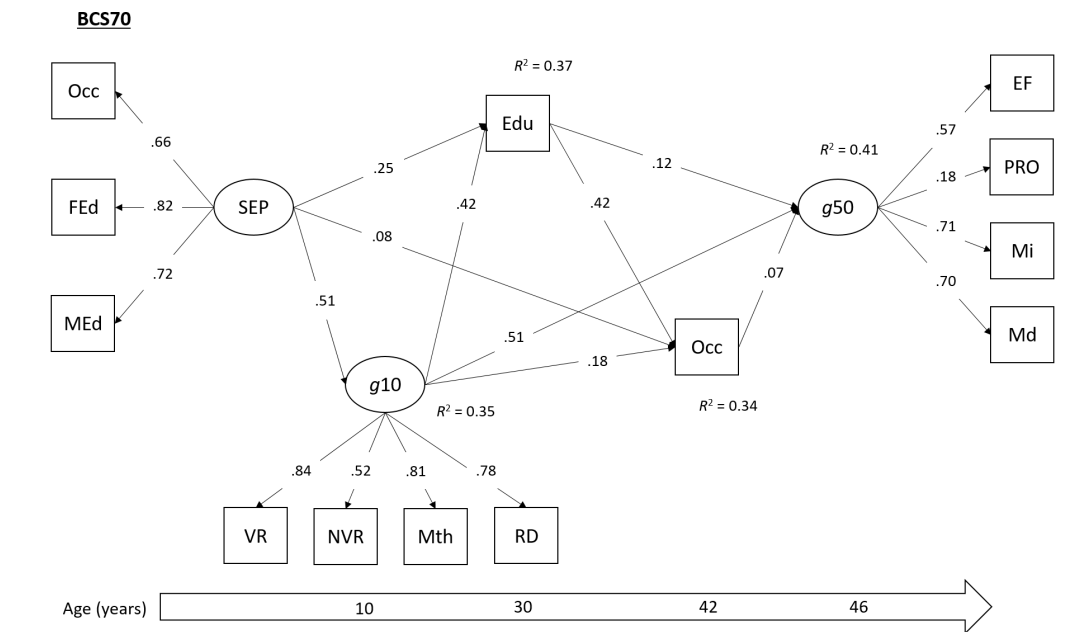 BCS70
R² = 0.37
Occ
Edu
EF
.66
.25
.12
R² = 0.41
.57
PRO
.18
FEd
.82
SEP
.42
.42
g50
.08
.71
Mi
.72
.07
.70
MEd
.51
.51
Occ
Md
.18
g10
R² = 0.35
R² = 0.34
.84
.52
.81
.78
VR
NVR
Mth
RD
Age (years)
10
30
42
46